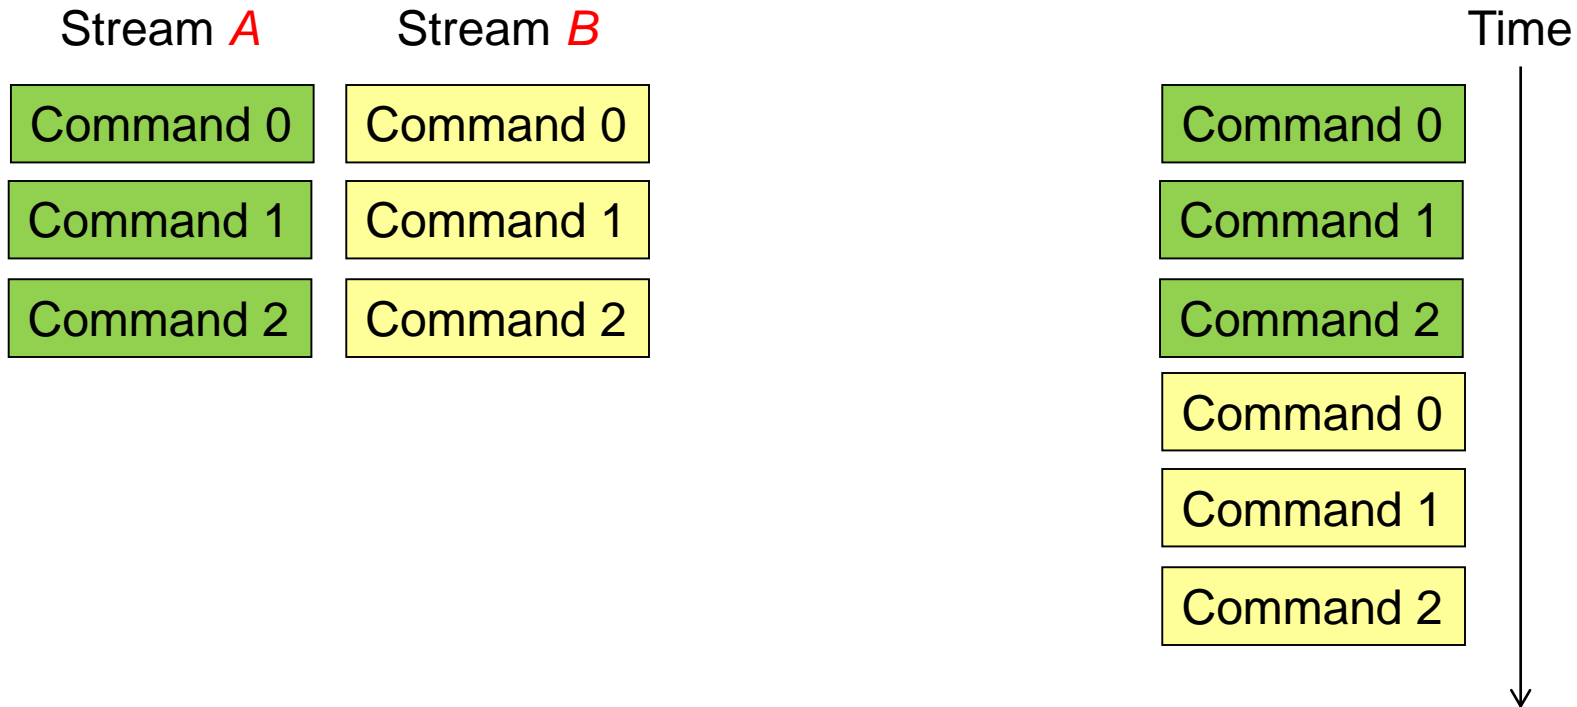 Stream A Stream B Time
Command 0 Command 0 Command 0
Command 1 Command 1 Command 1
Command 2 Command 2 Command 2
Command 0
Command 1
Command 2